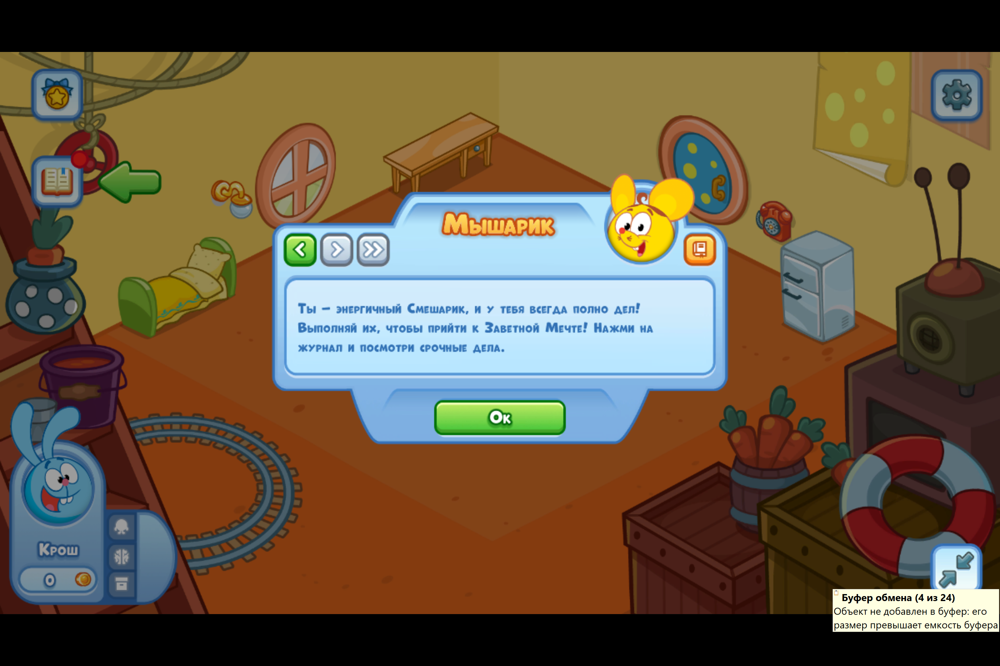 Мышарик
Ты – энергичный Смешарик, и у тебя всегда полно дел!
Выполняй их, чтобы прийти к Заветной Мечте! Нажми на
журнал и посмотри срочные дела.
Ок
Крош
0
Буфер обмена (4 из 24)
Объект не добавлен в буфер: его
размер превышает емкость буфера